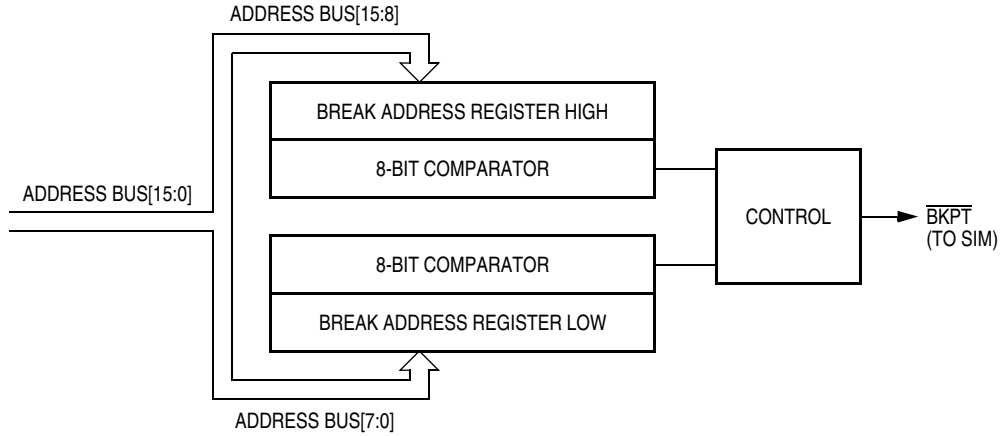 ADDRESS BUS[15:8]
BREAK ADDRESS REGISTER HIGH
8-BIT COMPARATOR
ADDRESS BUS[15:0]
CONTROL
BKPT
(TO SIM)
8-BIT COMPARATOR
BREAK ADDRESS REGISTER LOW
ADDRESS BUS[7:0]